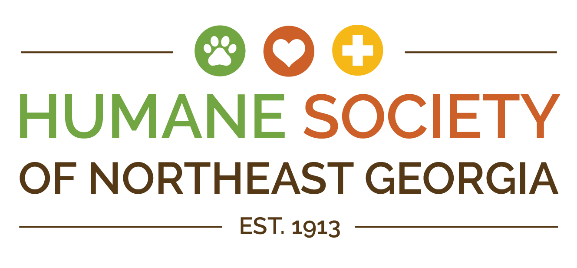 HUMANE SOCIETY
OF NORTHEAST GEORGIA
EST. 1913